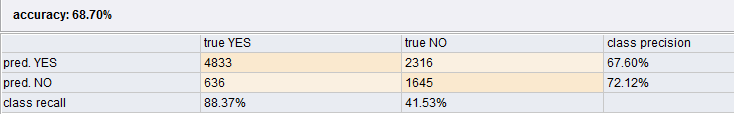 accuracy: 68.70%
true YES true NO class precision
pred. YES 4833 2316 67.60%
pred. NO 636 1645 72.12%
class recall 88.37% 41.53%